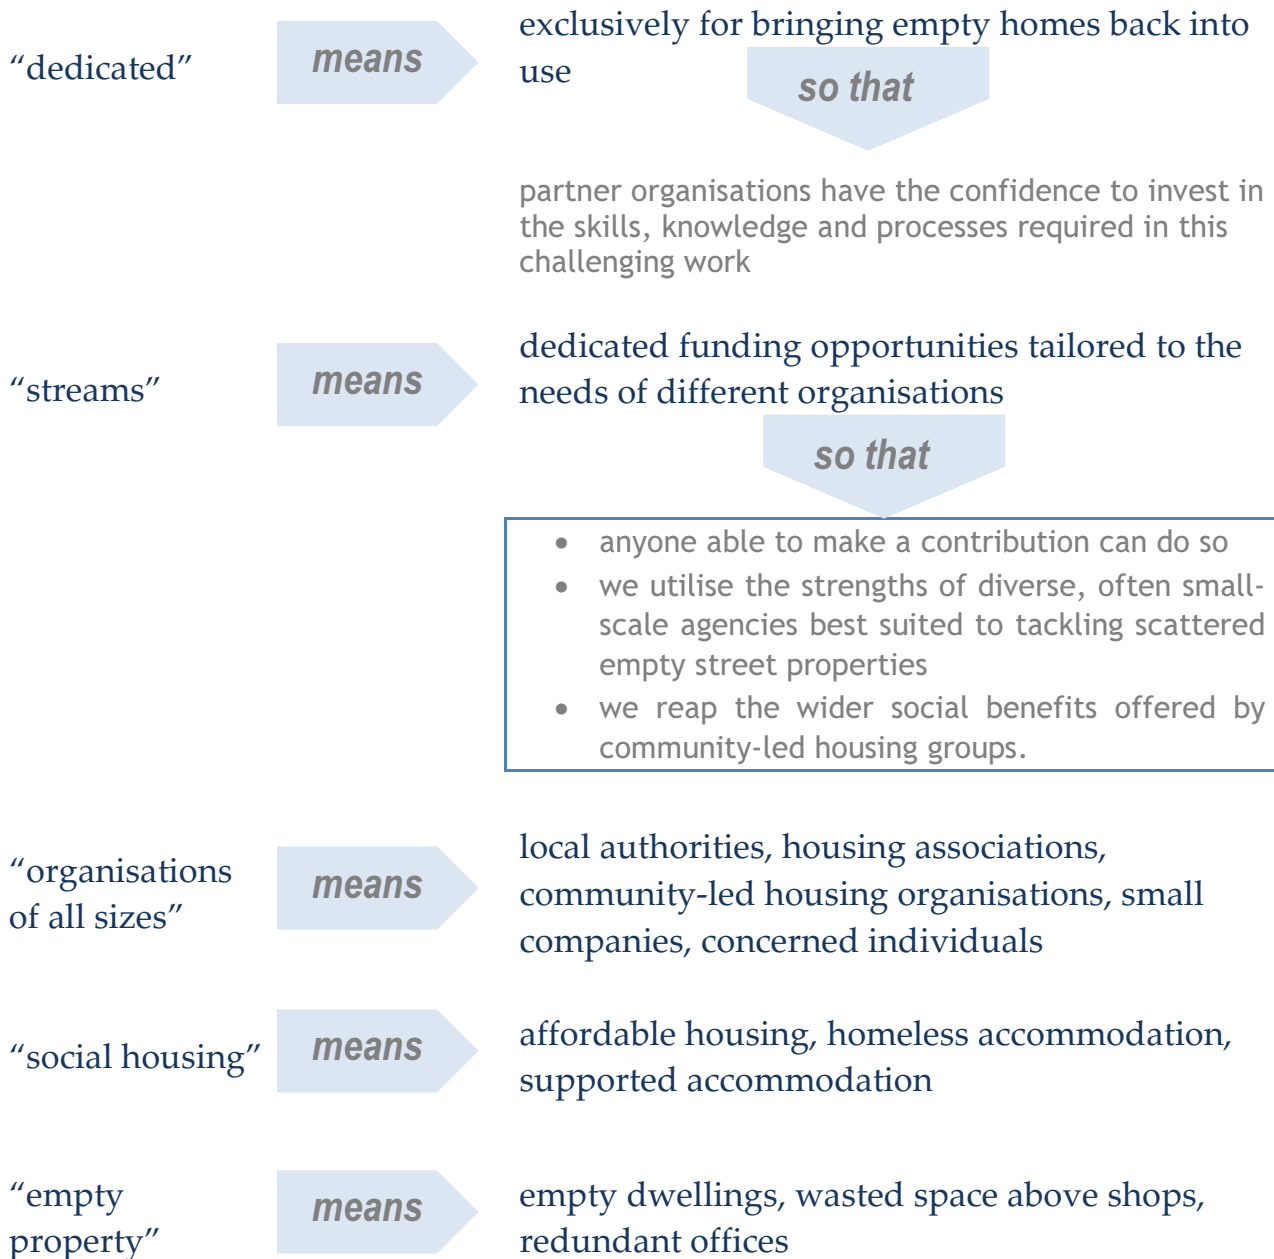 “dedicated”
means
exclusively for bringing empty homes back into
use
so that
partner organisations have the confidence to invest in
the skills, knowledge and processes required in this
challenging work
“streams”
means
dedicated funding opportunities tailored to the
needs of different organisations
so that
• anyone able to make a contribution can do so
• we utilise the strengths of diverse, often small-
scale agencies best suited to tackling scattered
empty street properties
• we reap the wider social benefits offered by
community-led housing groups.
“organisations
of all sizes”
means
local authorities, housing associations,
community-led housing organisations, small
companies, concerned individuals
“social housing”
means
affordable housing, homeless accommodation,
supported accommodation
“empty
property”
means
empty dwellings, wasted space above shops,
redundant offices